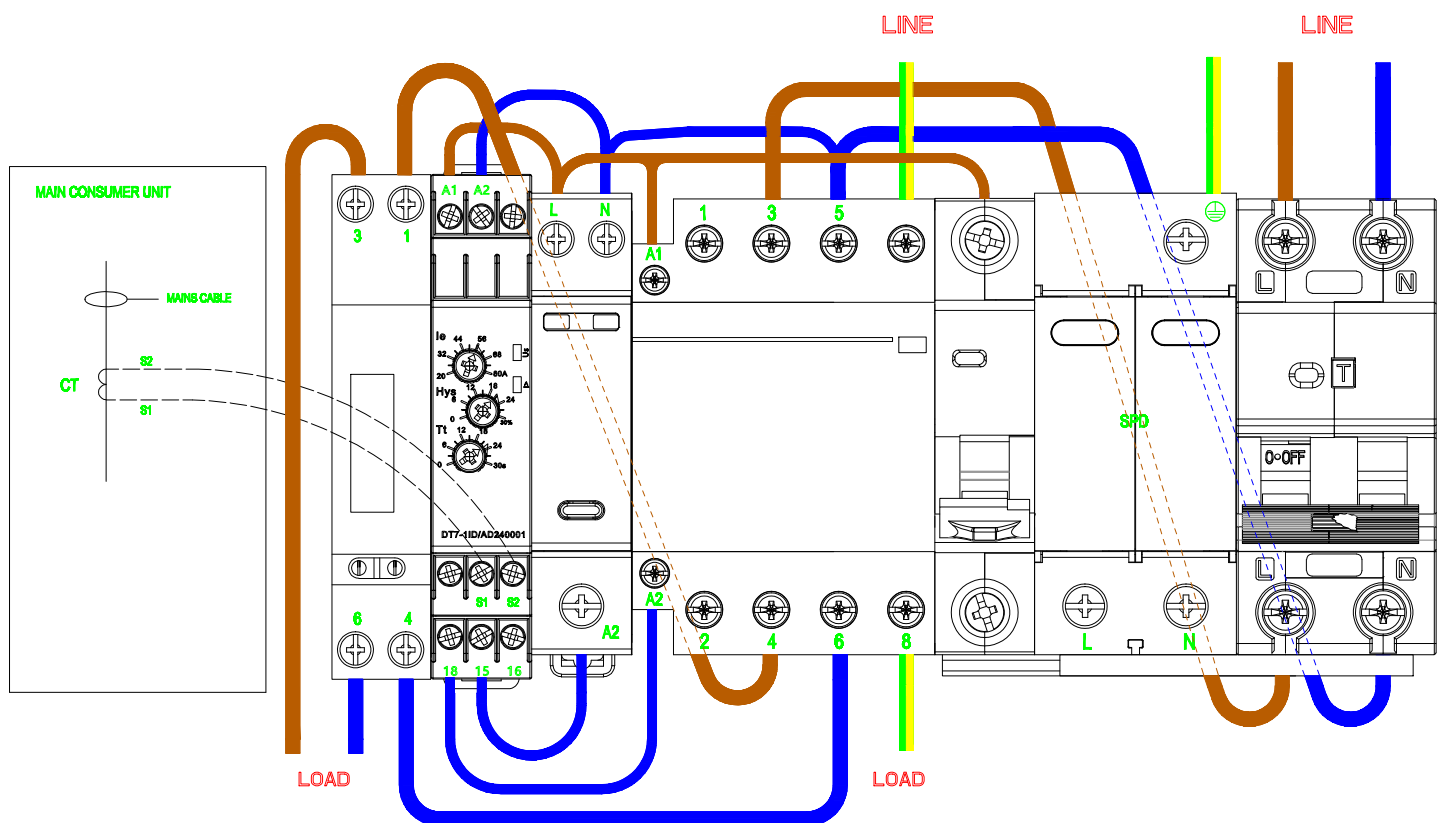 LINE
LINE
MAIN CONSUMER UNIT
MAINS CABLE
S2
CT
S1
3
1
A1
A2
L
N
A1
1
3
5
L
N
Ie
20
32
44
56
68
80A
Us
Δ
Hys
0
6
12
18
24
30%
Tt
0
6
12
18
24
30s
SPD
T
O•OFF
DT7-1ID/AD240001
S1
S2
A2
A2
2
4
6
8
L
N
L
N
6
4
18
15
16
LOAD
LOAD